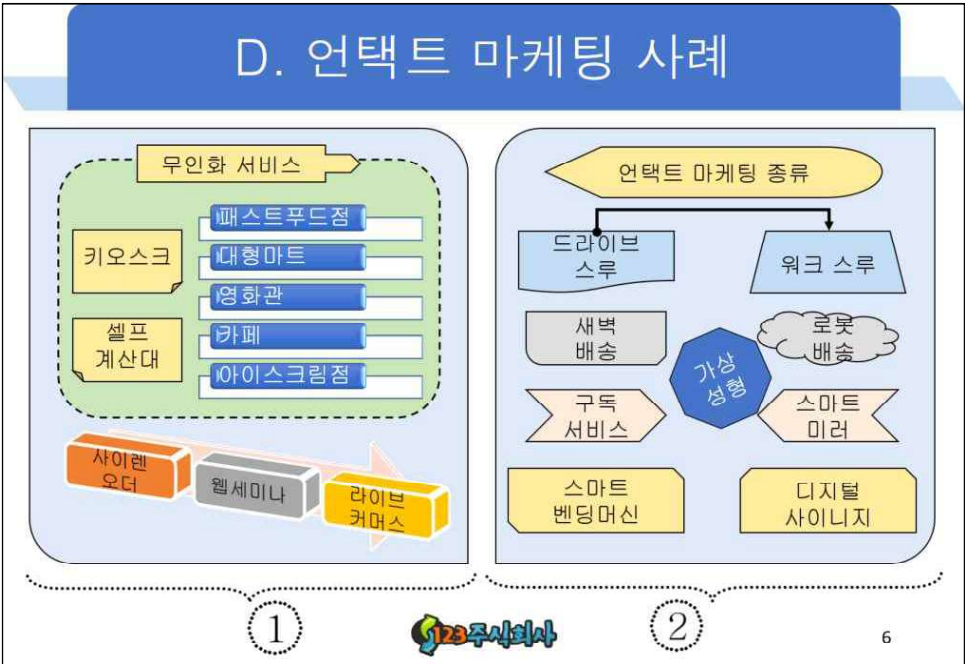 D. 언택트 마케팅 사례
무인화 서비스
키오스크
셀프
계산대
패스트푸드점
대형마트
영화관
카페
아이스크림점
사이렌
오더
웹세미나
라이브
커머스
언택트 마케팅 종류
드라이브
스루
워크 스루
새벽
배송
로봇
배송
가상
성형
구독
서비스
스마트
미러
스마트
벤딩머신
디지털
사이니지
①
②
123주식회사
6